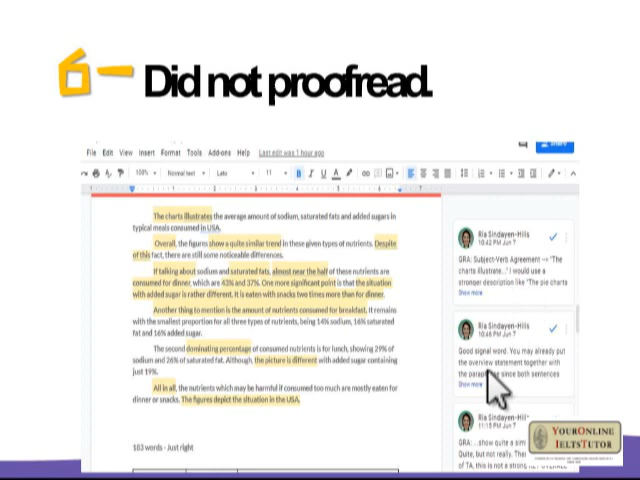 6-
Did not proofread.
File Edit View Insert Format Tools Add-ons Help Last edit was 1 hour ago
100% Normal text Lato 11 B I U A
The charts illustrates the average amount of sodium, saturated fats and added sugars in
typical meals consumed in USA.
Overall, the figures show a quite similar trend in these given types of nutrients. Despite
of this fact, there are still some noticeable differences.
If talking about sodium and saturated fats, almost near the half of these nutrients are
consumed for dinner, which are 43% and 37%. One more significant point is that the situation
with added sugar is rather different. It is eaten with snacks two times more than for dinner.
Another thing to mention is the amount of nutrients consumed for breakfast. It remains
with the smallest proportion for all three types of nutrients, being 14% sodium, 16% saturated
fat and 16% added sugar.
The second dominating percentage of consumed nutrients is for lunch, showing 29% of
sodium and 26% of saturated fat. Although, the picture is different with added sugar containing
just 19%.
All in all, the nutrients which may be harmful if consumed too much are mostly eaten for
dinner or snacks. The figures depict the situation in the USA.
183 words - Just right
Ria Sindayen-Hills
10:42 PM Jun 7
GRA: Subject-Verb Agreement --> "The
charts illustrate..." I would use a
stronger description like "The pie charts
Show more
Ria Sindayen-Hills
10:46 PM Jun 7
Good signal word. You may already put
the overview statement together with
the since both sentences
Show more
Ria Sindayen-Hil
11:15 PM Jun 7
GRA: ...show quite a simi
Quite, but not really.
of TA, this is not a
YOURONLINE
IELTSTUTOR